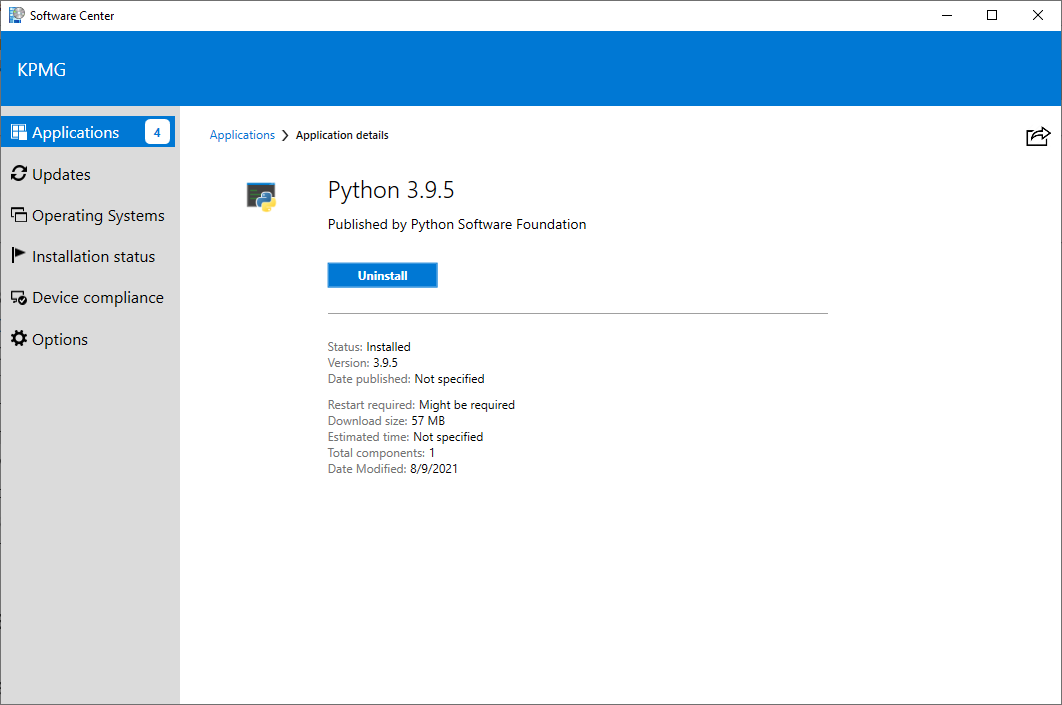 Software Center
KPMG
Applications 4
Updates
Operating Systems
Installation status
Device compliance
Options
Applications > Application details
Python 3.9.5
Published by Python Software Foundation
Uninstall
Status: Installed
Version: 3.9.5
Date published: Not specified
Restart required: Might be required
Download size: 57 MB
Estimated time: Not specified
Total components: 1
Date Modified: 8/9/2021